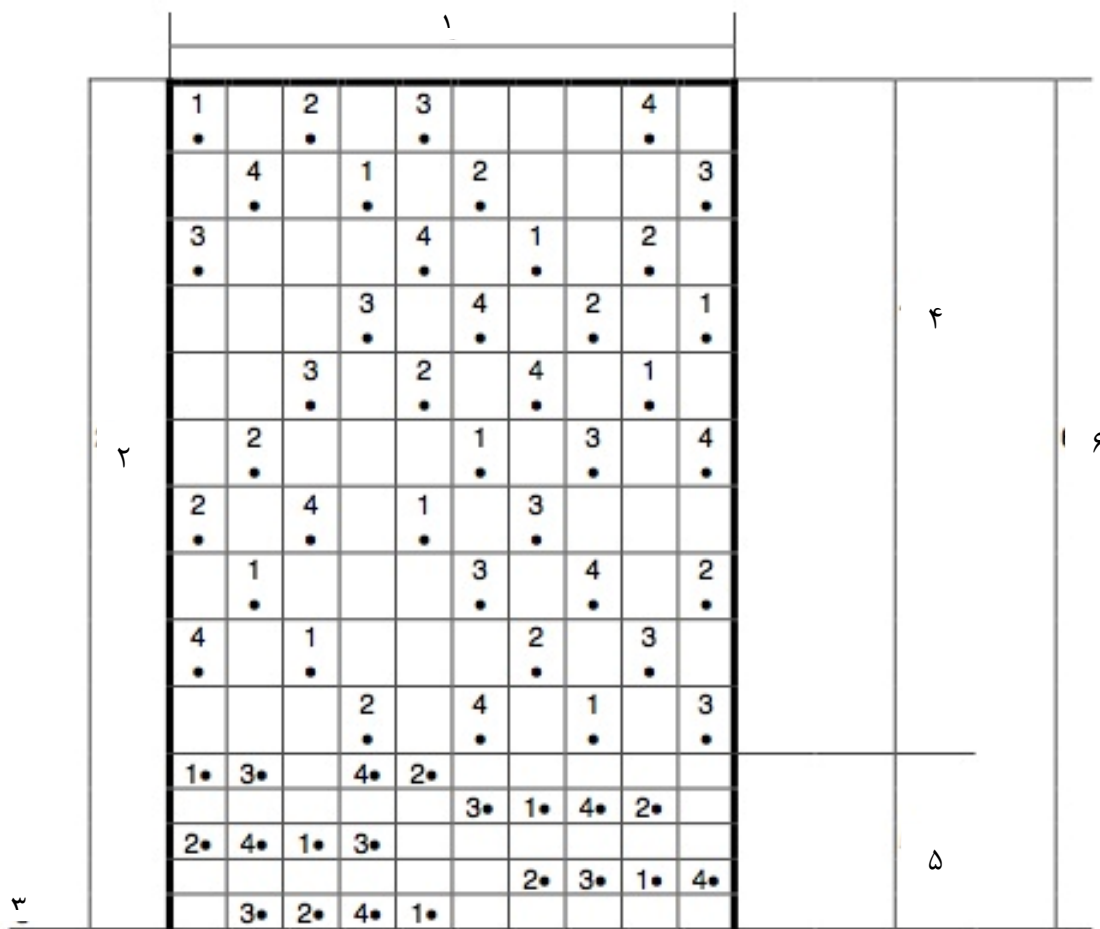 ۱
1 2 3 4
4 1 2 3
3 4 1 2
3 4 2 1
۴
3 2 4 1
2 1 3 4
۲
۶
2 4 1 3
1 3 4 2
4 1 2 3
2 4 1 3
1• 3• 4• 2•
3• 1• 4• 2•
2• 4• 1• 3•
۵
2• 3• 1• 4•
۳
3• 2• 4• 1•